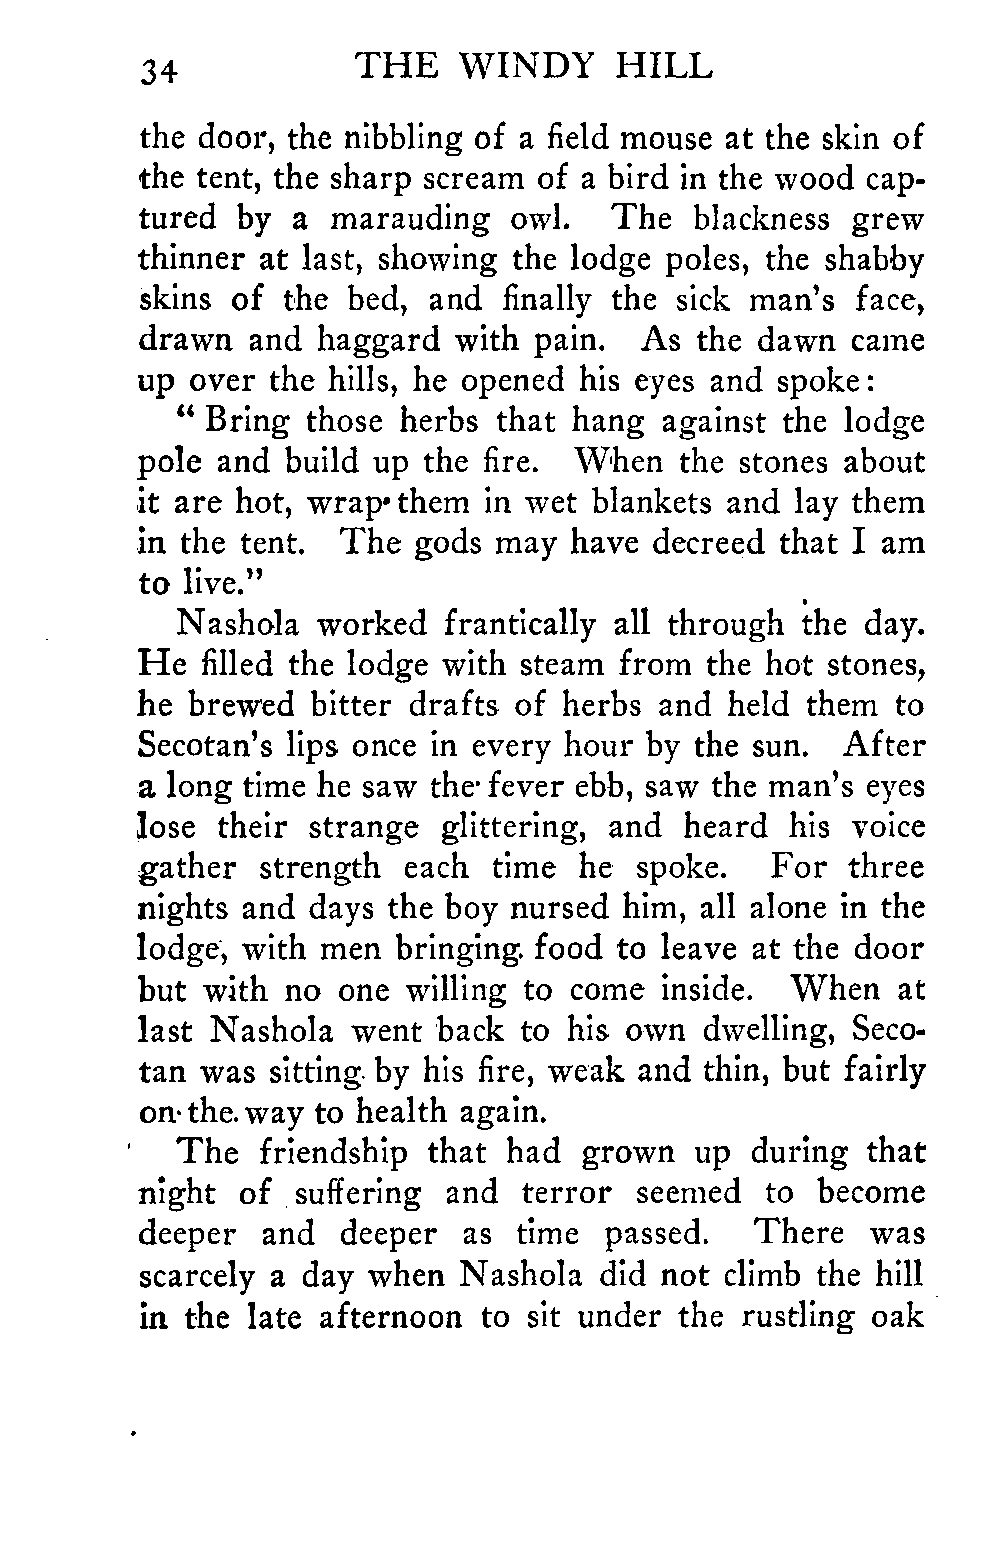 34 THE WINDY HILL
the door, the nibbling of a field mouse at the skin of
the tent, the sharp scream of a bird in the wood cap-
tured by a marauding owl. The blackness grew
thinner at last, showing the lodge poles, the shabby
skins of the bed, and finally the sick man's face,
drawn and haggard with pain. As the dawn came
up over the hills, he opened his eyes and spoke:
“Bring those herbs that hang against the lodge
pole and build up the fire. When the stones about
it are hot, wrap them in wet blankets and lay them
in the tent. The gods may have decreed that I am
to live.”
Nashola worked frantically all through the day.
He filled the lodge with steam from the hot stones,
he brewed bitter drafts of herbs and held them to
Secotan's lips once in every hour by the sun. After
a long time he saw the fever ebb, saw the man's eyes
lose their strange glittering, and heard his voice
gather strength each time he spoke. For three
nights and days the boy nursed him, all alone in the
lodge, with men bringing food to leave at the door
but with no one willing to come inside. When at
last Nashola went back to his own dwelling, Seco-
tan was sitting by his fire, weak and thin, but fairly
on the way to health again.
The friendship that had grown up during that
night of suffering and terror seemed to become
deeper and deeper as time passed. There was
scarcely a day when Nashola did not climb the hill
in the late afternoon to sit under the rustling oak